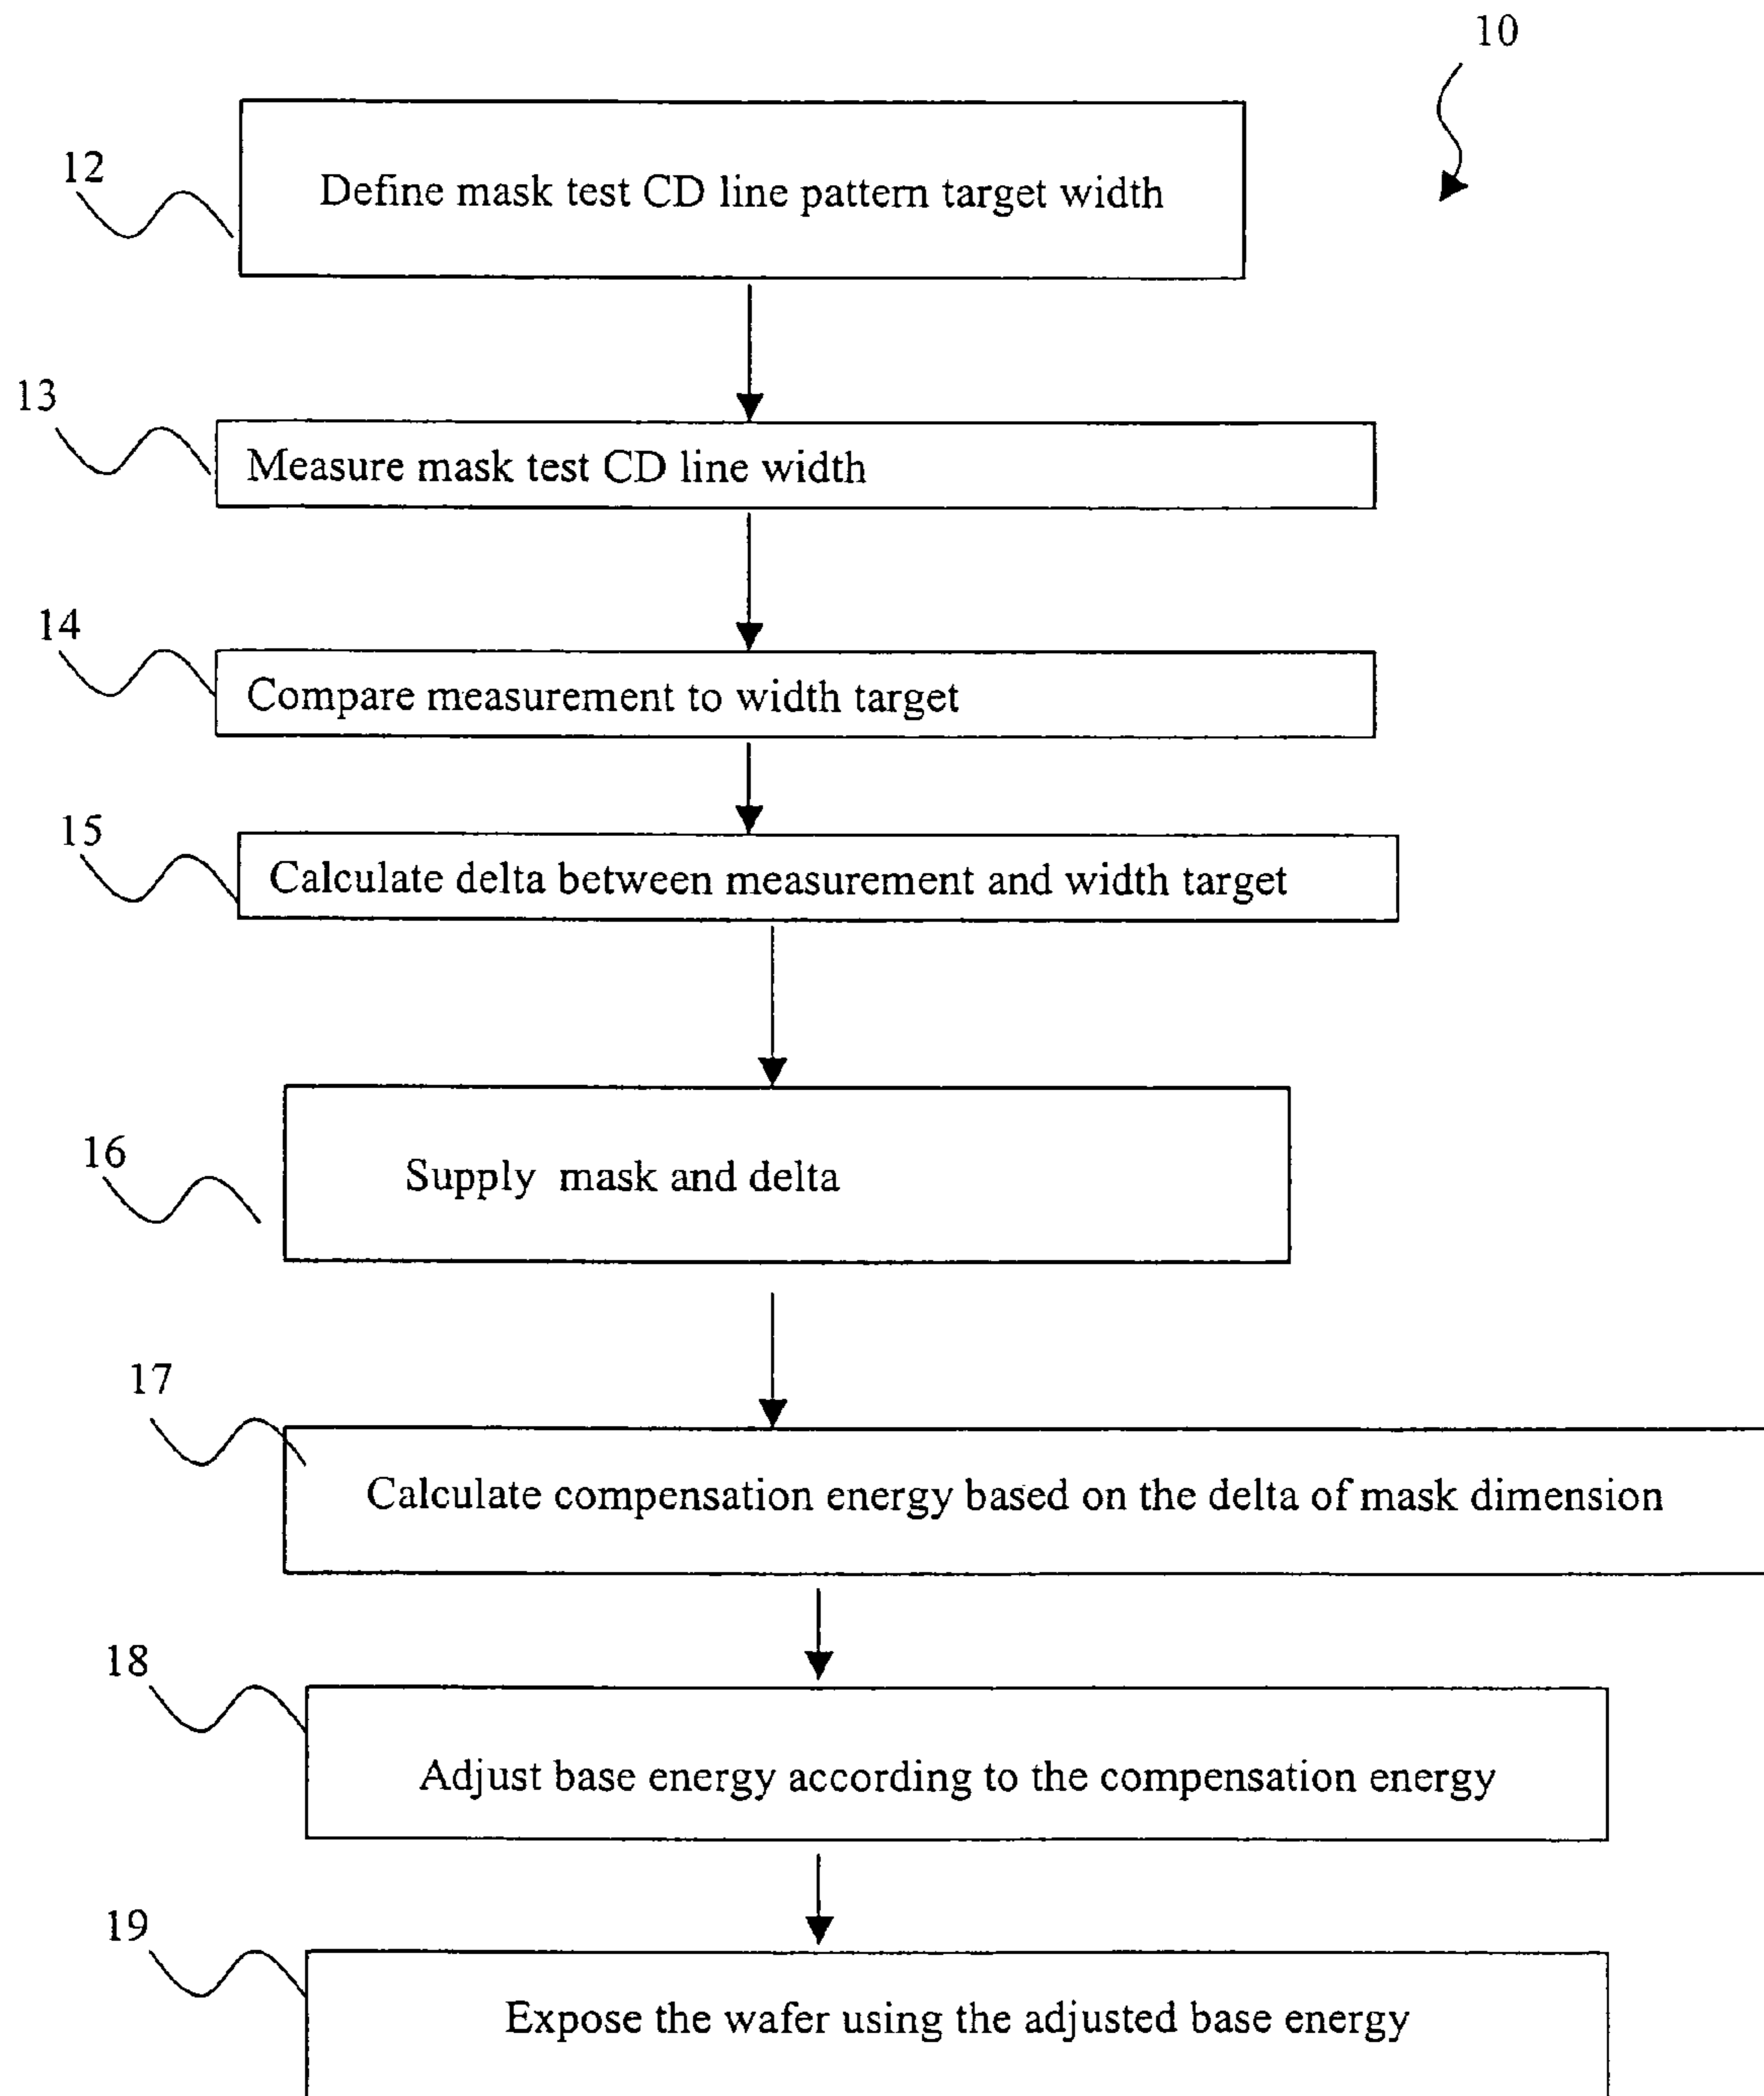 10
12
Define mask test CD line pattern target width
13
Measure mask test CD line width
14
Compare measurement to width target
15
Calculate delta between measurement and width target
16
Supply mask and delta
17
Calculate compensation energy based on the delta of mask dimension
18
Adjust base energy according to the compensation energy
19
Expose the wafer using the adjusted base energy